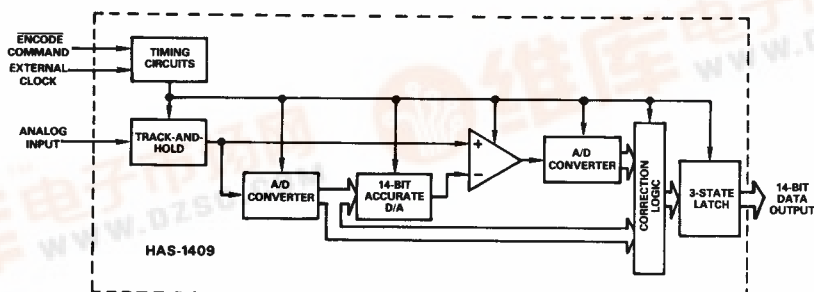 ENCODE
COMMAND
EXTERNAL
CLOCK
TIMING
CIRCUITS
ANALOG
INPUT
TRACK-AND-
HOLD
A/D
CONVERTER
14-BIT
ACCURATE
D/A
+
−
A/D
CONVERTER
CORRECTION
LOGIC
3-STATE
LATCH
14-BIT
DATA
OUTPUT
HAS-1409